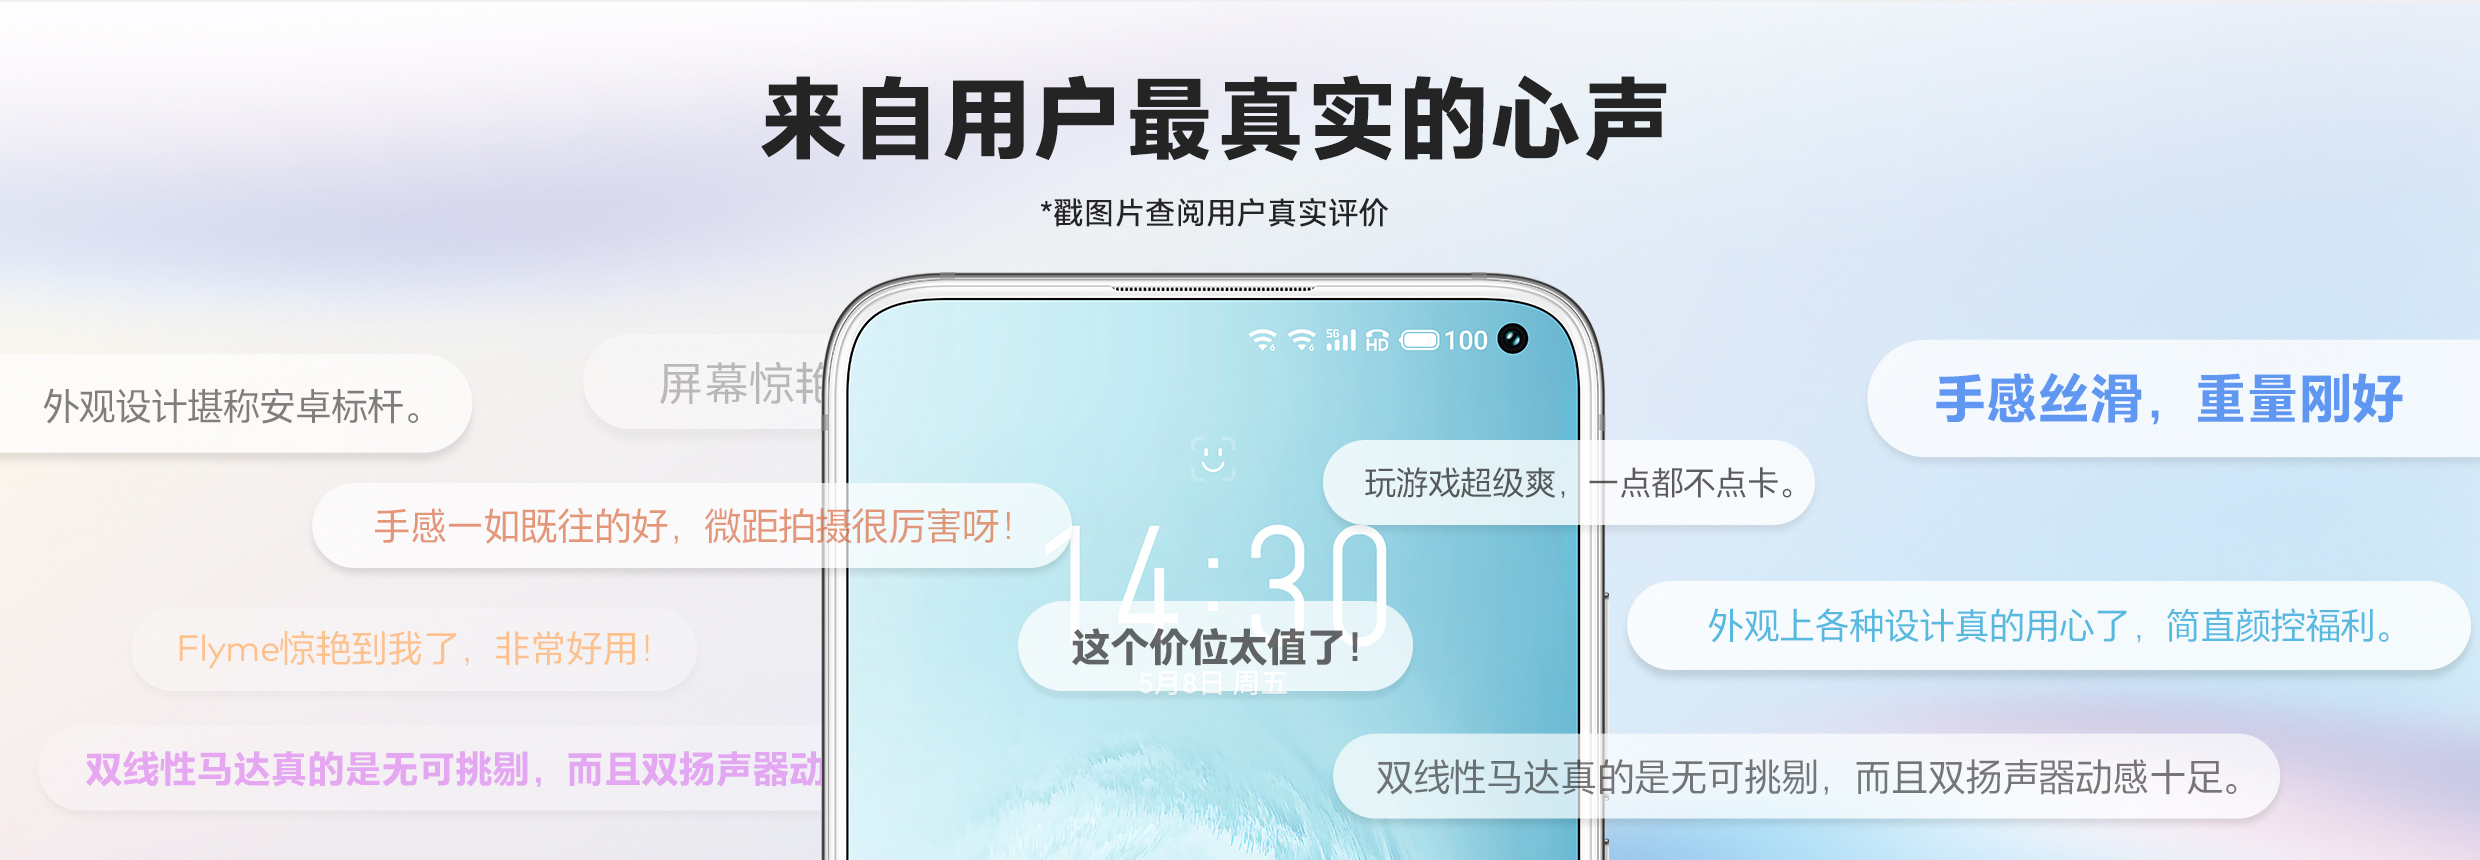 来自用户最真实的心声
*戳图片查阅用户真实评价
5G HD 100
屏幕惊艳
手感丝滑，重量刚好
外观设计堪称安卓标杆。
玩游戏超级爽，一点都不点卡。
手感一如既往的好，微距拍摄很厉害呀！
14:30
外观上各种设计真的用心了，简直颜控福利。
Flyme惊艳到我了，非常好用！
这个价位太值了！
5月8日 周五
双线性马达真的是无可挑剔，而且双扬声器动
双线性马达真的是无可挑剔，而且双扬声器动感十足。